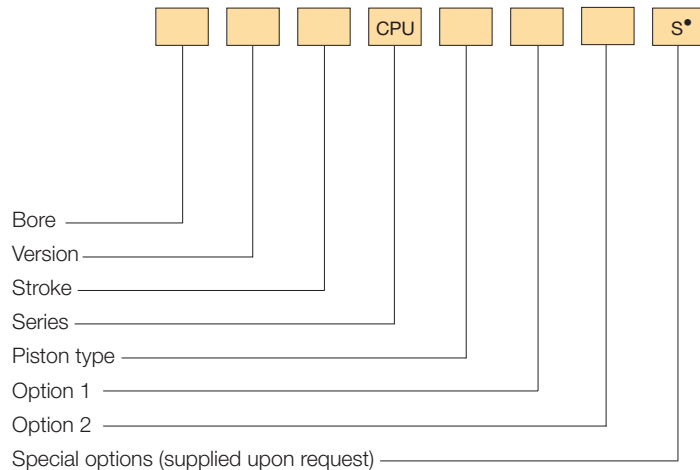 CPU S•
Bore
Version
Stroke
Series
Piston type
Option 1
Option 2
Special options (supplied upon request)